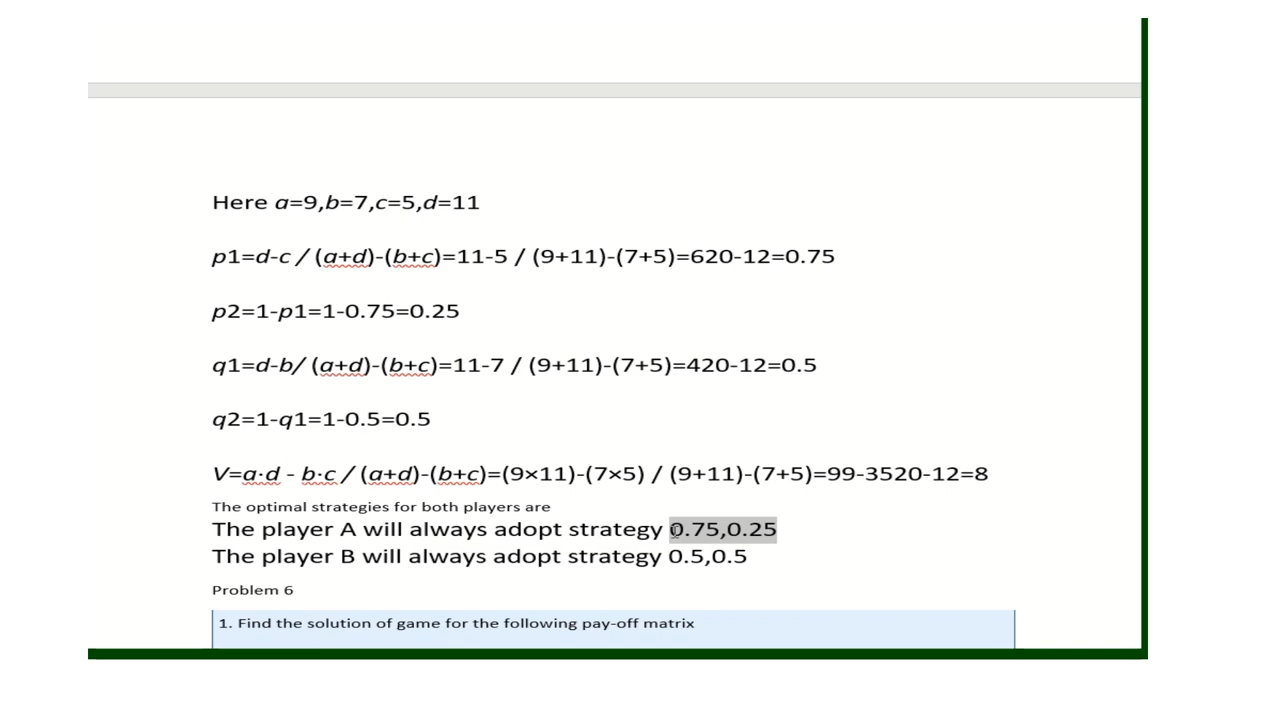 Here a=9,b=7,c=5,d=11
p1=d-c / (a+d)-(b+c)=11-5 / (9+11)-(7+5)=620-12=0.75
p2=1-p1=1-0.75=0.25
q1=d-b/ (a+d)-(b+c)=11-7 / (9+11)-(7+5)=420-12=0.5
q2=1-q1=1-0.5=0.5
V=a·d - b·c / (a+d)-(b+c)=(9×11)-(7×5) / (9+11)-(7+5)=99-3520-12=8
The optimal strategies for both players are
The player A will always adopt strategy 0.75,0.25
The player B will always adopt strategy 0.5,0.5
Problem 6
1. Find the solution of game for the following pay-off matrix